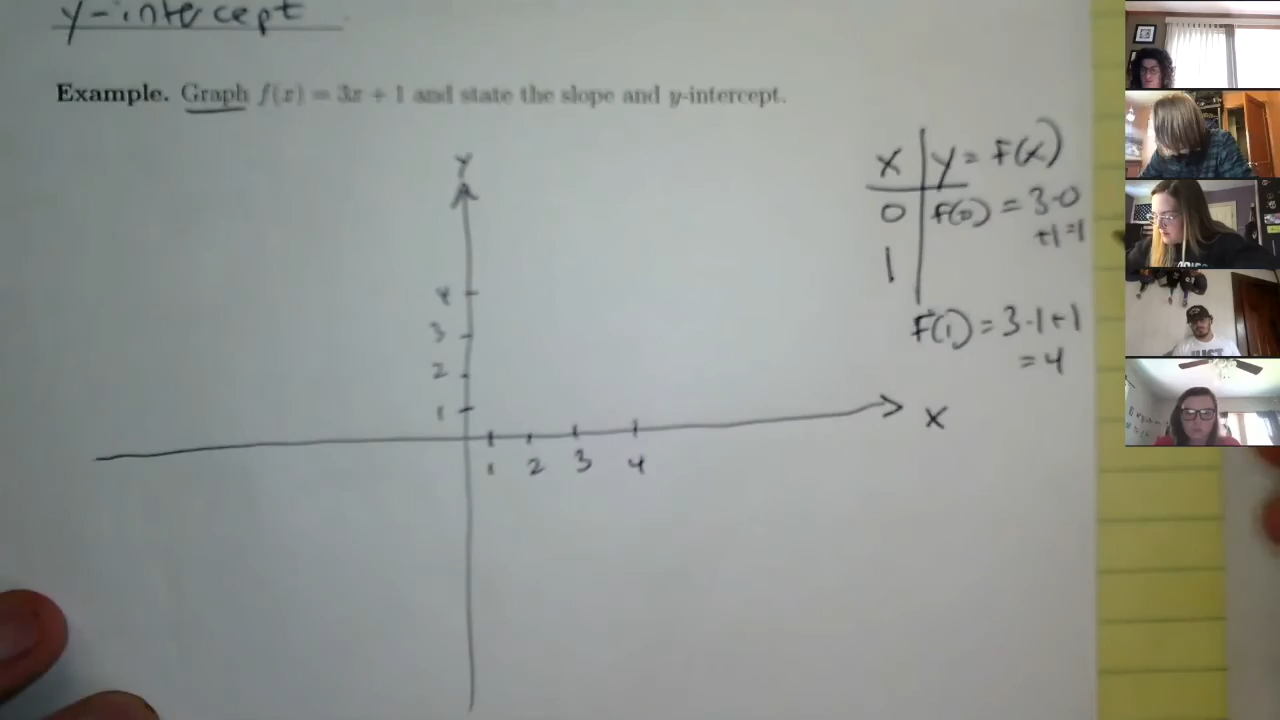 y-intercept
Example. Graph f(x) = 3x + 1 and state the slope and y-intercept.
x | y = F(x)
0 | F(0) = 3·0
+1 = 1
1
F(1) = 3·1+1
= 4
Y
4
3
2
1
1 2 3 4
X